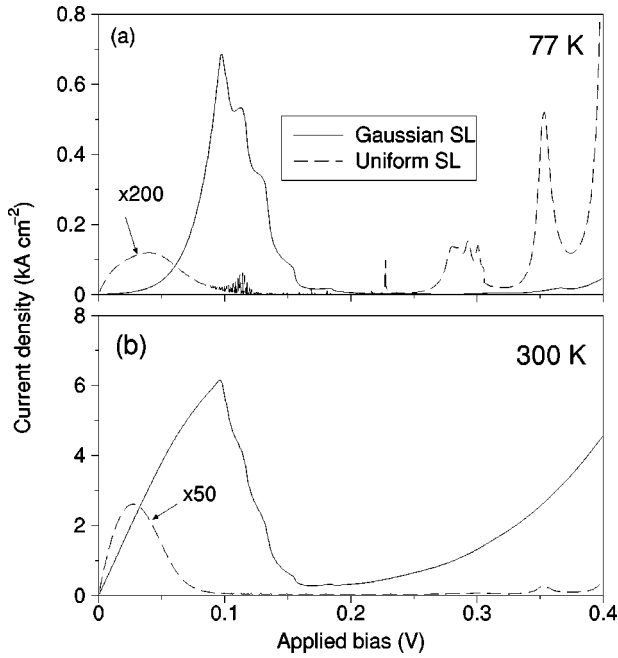 0.8
(a)
77 K
0.6
Gaussian SL
Uniform SL
0.4
x200
0.2
0
Current density (kA cm⁻²)
8
(b)
300 K
6
4
x50
2
0
0 0.1 0.2 0.3 0.4
Applied bias (V)